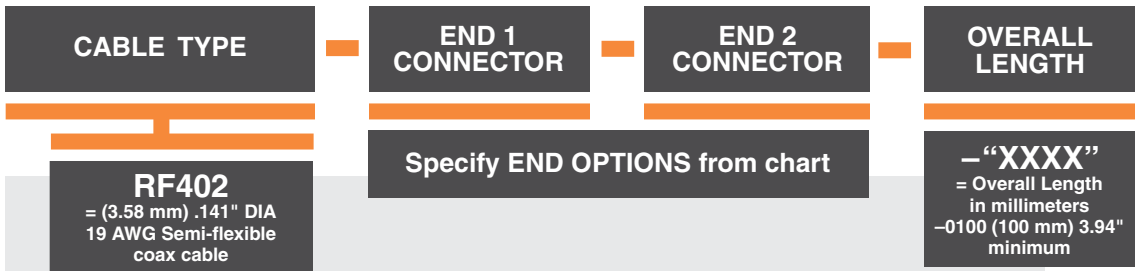 CABLE TYPE
END 1
CONNECTOR
END 2
CONNECTOR
OVERALL
LENGTH
RF402
= (3.58 mm) .141" DIA
19 AWG Semi-flexible
coax cable
Specify END OPTIONS from chart
–“XXXX”
= Overall Length
in millimeters
–0100 (100 mm) 3.94"
minimum